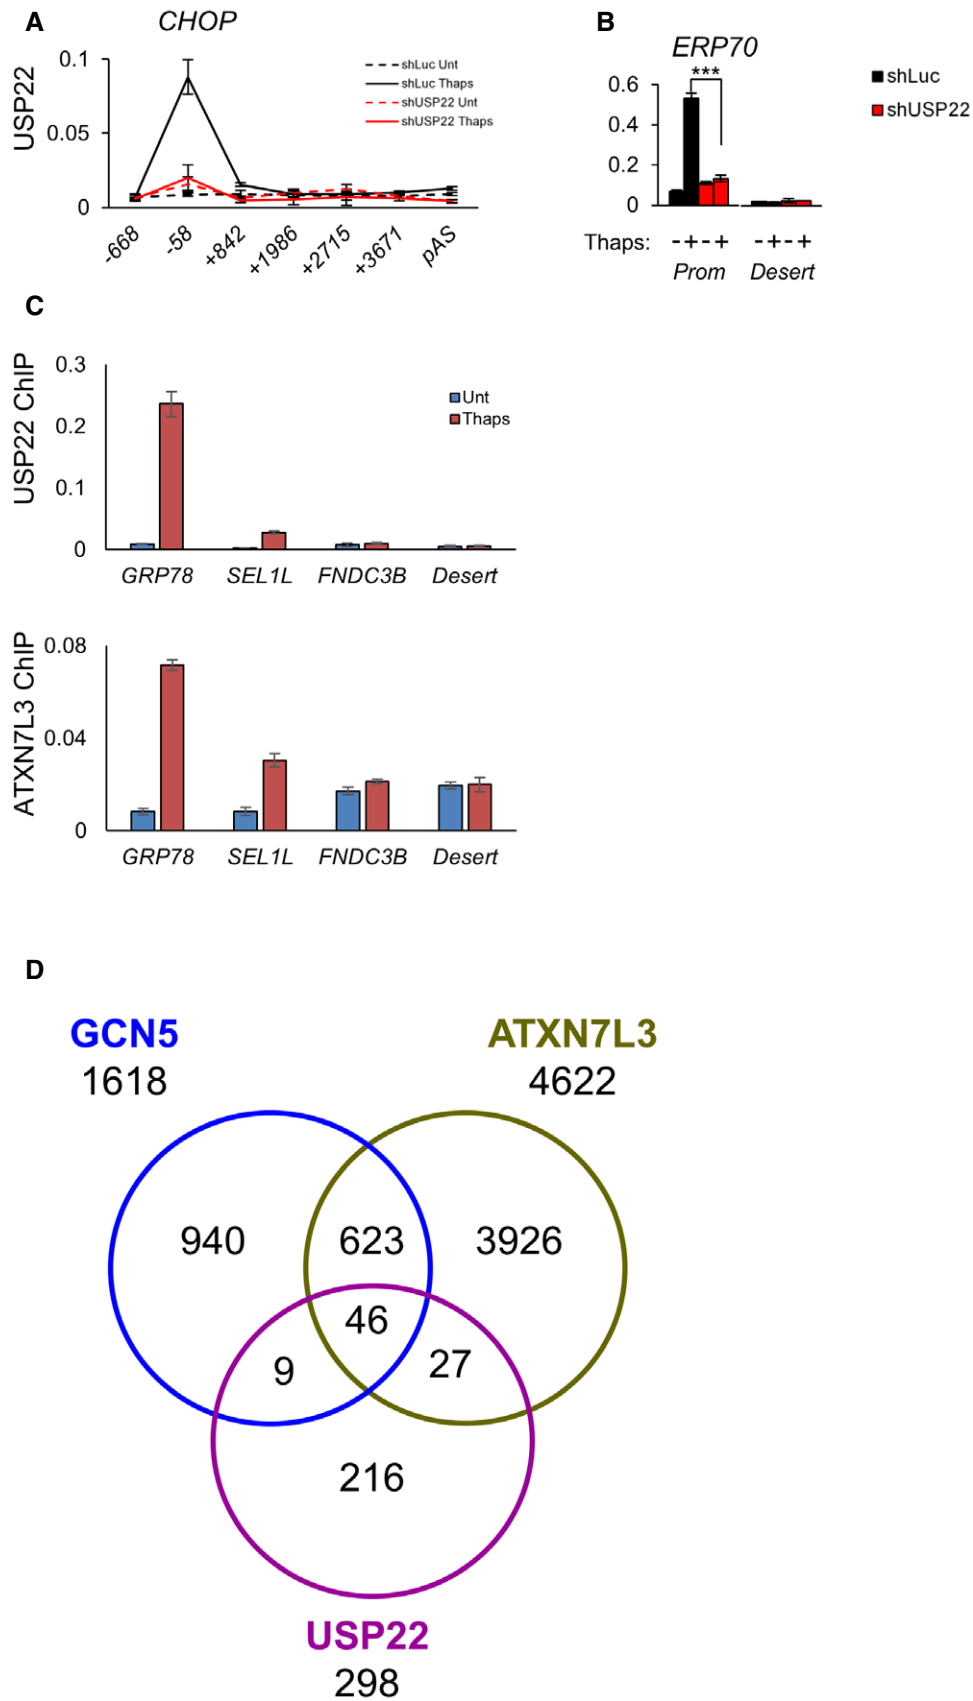 A
CHOP
USP22
0.1
0.05
0
shLuc Unt
shLuc Thaps
shUSP22 Unt
shUSP22 Thaps
-668
-58
+842
+1986
+2715
+3671
pAS
B
ERP70
***
0.6
0.4
0.2
0
shLuc
shUSP22
Thaps: - + - + - + - +
Prom
Desert
C
USP22 ChIP
0.3
0.2
0.1
0
Unt
Thaps
GRP78
SEL1L
FNDC3B
Desert
ATXN7L3 ChIP
0.08
0.04
0
GRP78
SEL1L
FNDC3B
Desert
D
GCN5
1618
ATXN7L3
4622
940
623
3926
46
9
27
216
USP22
298